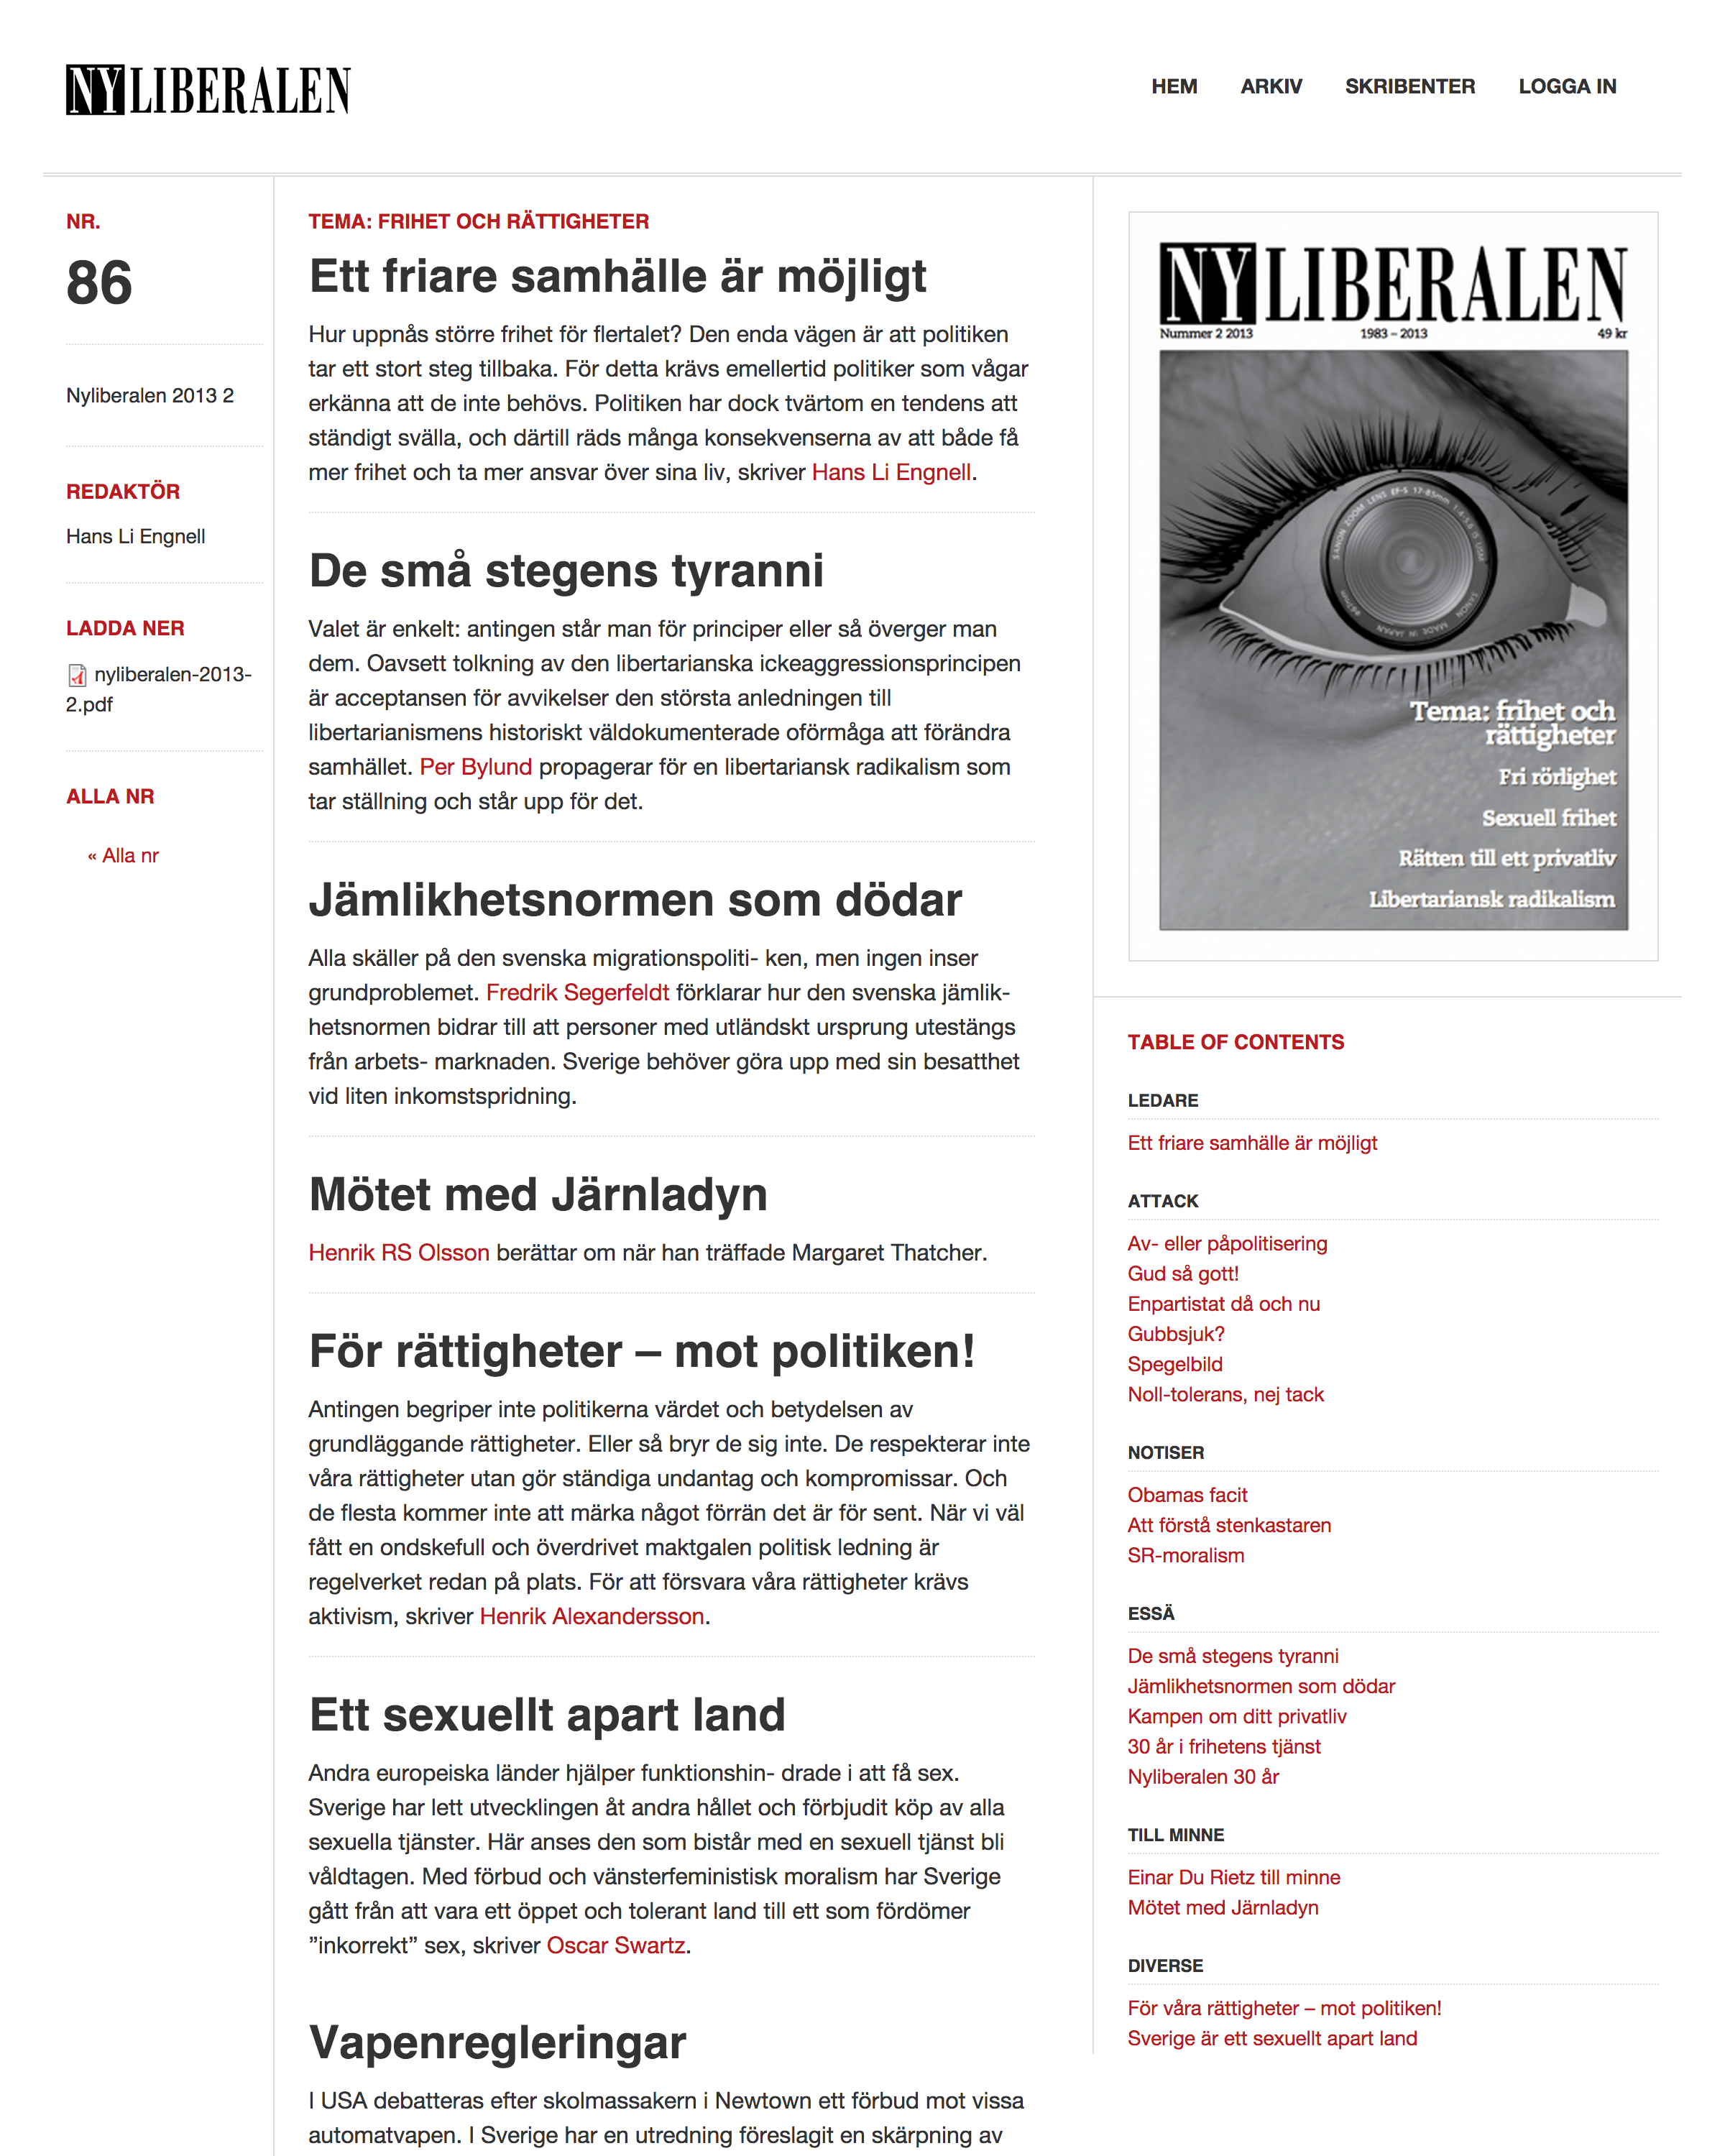 NYLIBERALEN
HEM ARKIV SKRIBENTER LOGGA IN
NR.
86
Nyliberalen 2013 2
REDAKTÖR
Hans Li Engnell
LADDA NER
nyliberalen-2013-
2.pdf
ALLA NR
« Alla nr
TEMA: FRIHET OCH RÄTTIGHETER
Ett friare samhälle är möjligt
Hur uppnås större frihet för flertalet? Den enda vägen är att politiken
tar ett stort steg tillbaka. För detta krävs emellertid politiker som vågar
erkänna att de inte behövs. Politiken har dock tvärtom en tendens att
ständigt svälla, och därtill räds många konsekvenserna av att både få
mer frihet och ta mer ansvar över sina liv, skriver Hans Li Engnell.
De små stegens tyranni
Valet är enkelt: antingen står man för principer eller så överger man
dem. Oavsett tolkning av den libertarianska ickeaggressionsprincipen
är acceptansen för avvikelser den största anledningen till
libertarianismens historiskt väldokumenterade oförmåga att förändra
samhället. Per Bylund propagerar för en libertariansk radikalism som
tar ställning och står upp för det.
Jämlikhetsnormen som dödar
Alla skäller på den svenska migrationspoliti- ken, men ingen inser
grundproblemet. Fredrik Segerfeldt förklarar hur den svenska jämlik-
hetsnormen bidrar till att personer med utländskt ursprung utestängs
från arbets- marknaden. Sverige behöver göra upp med sin besatthet
vid liten inkomstspridning.
Mötet med Järnladyn
Henrik RS Olsson berättar om när han träffade Margaret Thatcher.
För rättigheter – mot politiken!
Antingen begriper inte politikerna värdet och betydelsen av
grundläggande rättigheter. Eller så bryr de sig inte. De respekterar inte
våra rättigheter utan gör ständiga undantag och kompromissar. Och
de flesta kommer inte att märka något förrän det är för sent. När vi väl
fått en ondskefull och överdrivet maktgalen politisk ledning är
regelverket redan på plats. För att försvara våra rättigheter krävs
aktivism, skriver Henrik Alexandersson.
Ett sexuellt apart land
Andra europeiska länder hjälper funktionshin- drade i att få sex.
Sverige har lett utvecklingen åt andra hållet och förbjudit köp av alla
sexuella tjänster. Här anses den som bistår med en sexuell tjänst bli
våldtagen. Med förbud och vänsterfeministisk moralism har Sverige
gått från att vara ett öppet och tolerant land till ett som fördömer
”inkorrekt” sex, skriver Oscar Swartz.
Vapenregleringar
I USA debatteras efter skolmassakern i Newtown ett förbud mot vissa
automatvapen. I Sverige har en utredning föreslagit en skärpning av
NYLIBERALEN
Nummer 2 2013 1983 – 2013 49 kr
ZOOM LENS EF-S 17-85mm
MADE IN JAPAN
Tema: frihet och
rättigheter
Fri rörlighet
Sexuell frihet
Rätten till ett privatliv
Libertariansk radikalism
TABLE OF CONTENTS
LEDARE
Ett friare samhälle är möjligt
ATTACK
Av- eller påpolitisering
Gud så gott!
Enpartistat då och nu
Gubbsjuk?
Spegelbild
Noll-tolerans, nej tack
NOTISER
Obamas facit
Att förstå stenkastaren
SR-moralism
ESSÄ
De små stegens tyranni
Jämlikhetsnormen som dödar
Kampen om ditt privatliv
30 år i frihetens tjänst
Nyliberalen 30 år
TILL MINNE
Einar Du Rietz till minne
Mötet med Järnladyn
DIVERSE
För våra rättigheter – mot politiken!
Sverige är ett sexuellt apart land